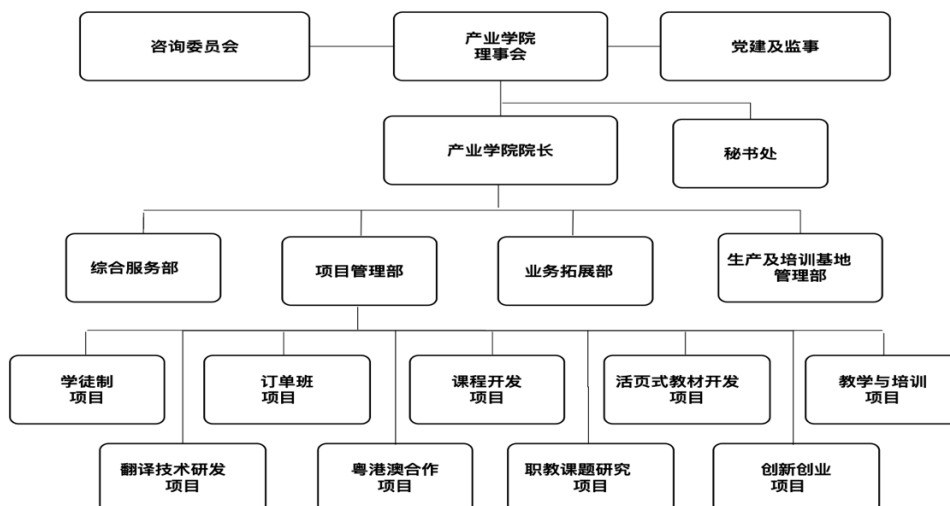 咨询委员会
产业学院
理事会
党建及监事
产业学院院长
秘书处
综合服务部
项目管理部
业务拓展部
生产及培训基地
管理部
学徒制
项目
订单班
项目
课程开发
项目
活页式教材开发
项目
教学与培训
项目
翻译技术研发
项目
粤港澳合作
项目
职教课题研究
项目
创新创业
项目